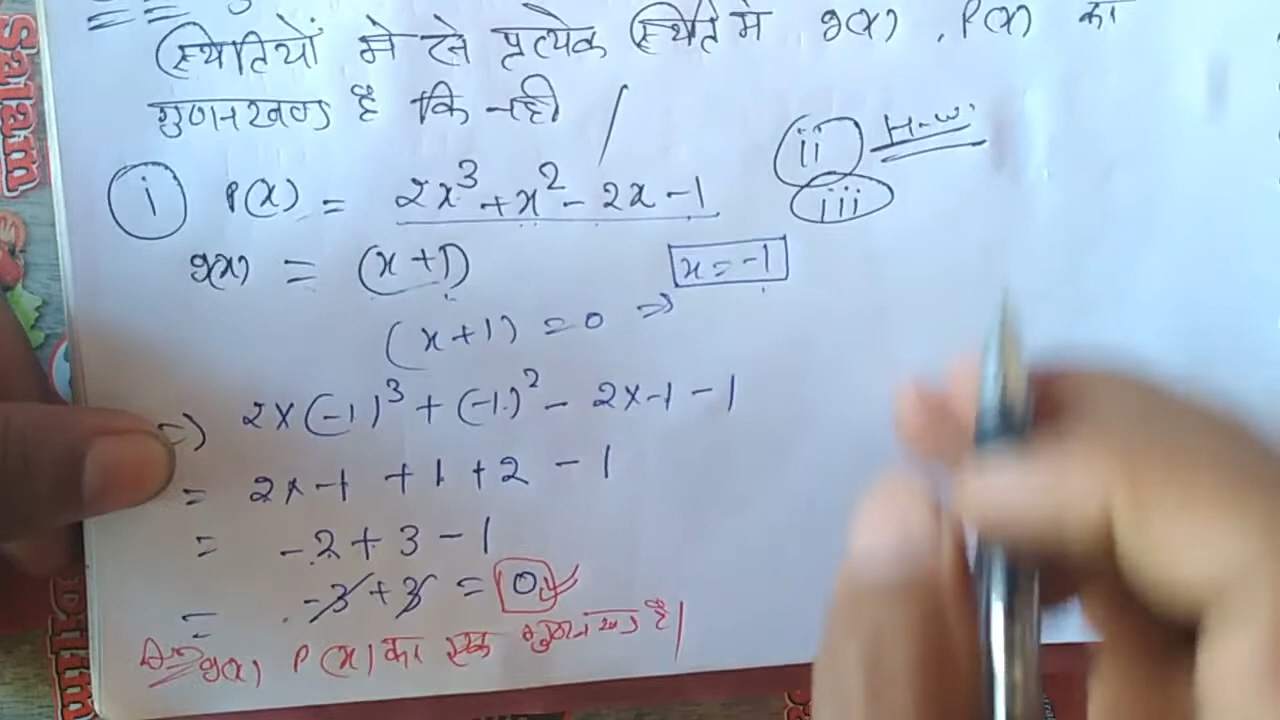 स्थितियों मे से प्रत्येक स्थिति मे g(x), P(x) का
गुणनखण्ड है कि नही |
(i) P(x) = 2x³ + x² - 2x - 1
(ii) H-W.
(iii)
g(x) = (x+1)
x = -1
(x+1) = 0 ⇒
⇒) 2×(-1)³ + (-1)² - 2×-1 - 1
= 2×-1 + 1 + 2 - 1
= -2 + 3 - 1
= -3 + 3 = 0
g(x) P(x) का एक गुणनखण्ड है |
Salam